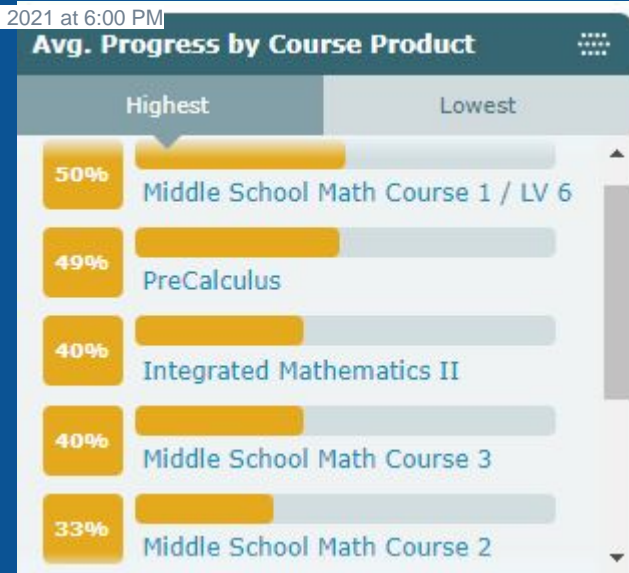 2021 at 6:00 PM
Avg. Progress by Course Product
Highest
Lowest
50%
Middle School Math Course 1 / LV 6
49%
PreCalculus
40%
Integrated Mathematics II
40%
Middle School Math Course 3
33%
Middle School Math Course 2